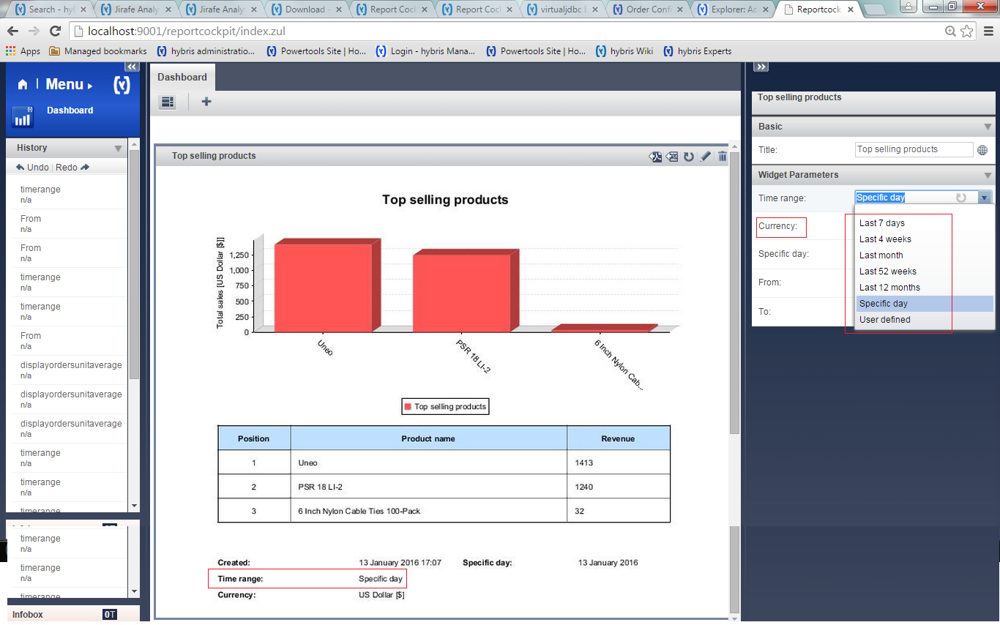 Search - hyl
Jirafe Analy
Jirafe Analy
Download -
Report Cock
Report Cock
virtualjdbc E
Order Confi
Explorer: Ac
Reportcock
localhost:9001/reportcockpit/index.zul
Apps
Managed bookmarks
hybris administratio...
Powertools Site | Ho...
Login - hybris Mana...
Powertools Site | Ho...
hybris Wiki
hybris Experts
Menu
Dashboard
History
Undo | Redo
timerange
n/a
From
n/a
From
n/a
timerange
n/a
timerange
n/a
From
n/a
displayordersunitaverage
n/a
displayordersunitaverage
n/a
displayordersunitaverage
n/a
timerange
n/a
timerange
n/a
timerange
timerange
n/a
timerange
n/a
timerange
Infobox 0T
Dashboard
Top selling products
Top selling products
Total sales [US Dollar [$]]
1,250
1,000
750
500
250
0
Uneo
PSR 18 LI-2
6 Inch Nylon Cab...
Top selling products
Position Product name Revenue
1 Uneo 1413
2 PSR 18 LI-2 1240
3 6 Inch Nylon Cable Ties 100-Pack 32
Created: 13 January 2016 17:07 Specific day: 13 January 2016
Time range: Specific day
Currency: US Dollar [$]
Top selling products
Basic
Title: Top selling products
Widget Parameters
Time range: Specific day
Currency:
Specific day:
From:
To:
Last 7 days
Last 4 weeks
Last month
Last 52 weeks
Last 12 months
Specific day
User defined